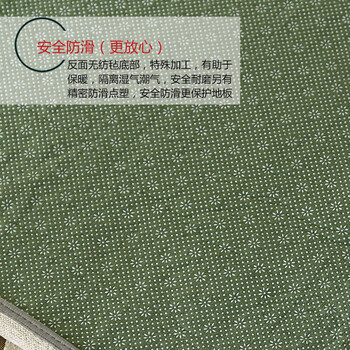 安全防滑（更放心）
反面无纺毡底部，特殊加工，有助于
保暖，隔离湿气潮气，安全耐磨另有
精密防滑点塑，安全防滑更保护地板